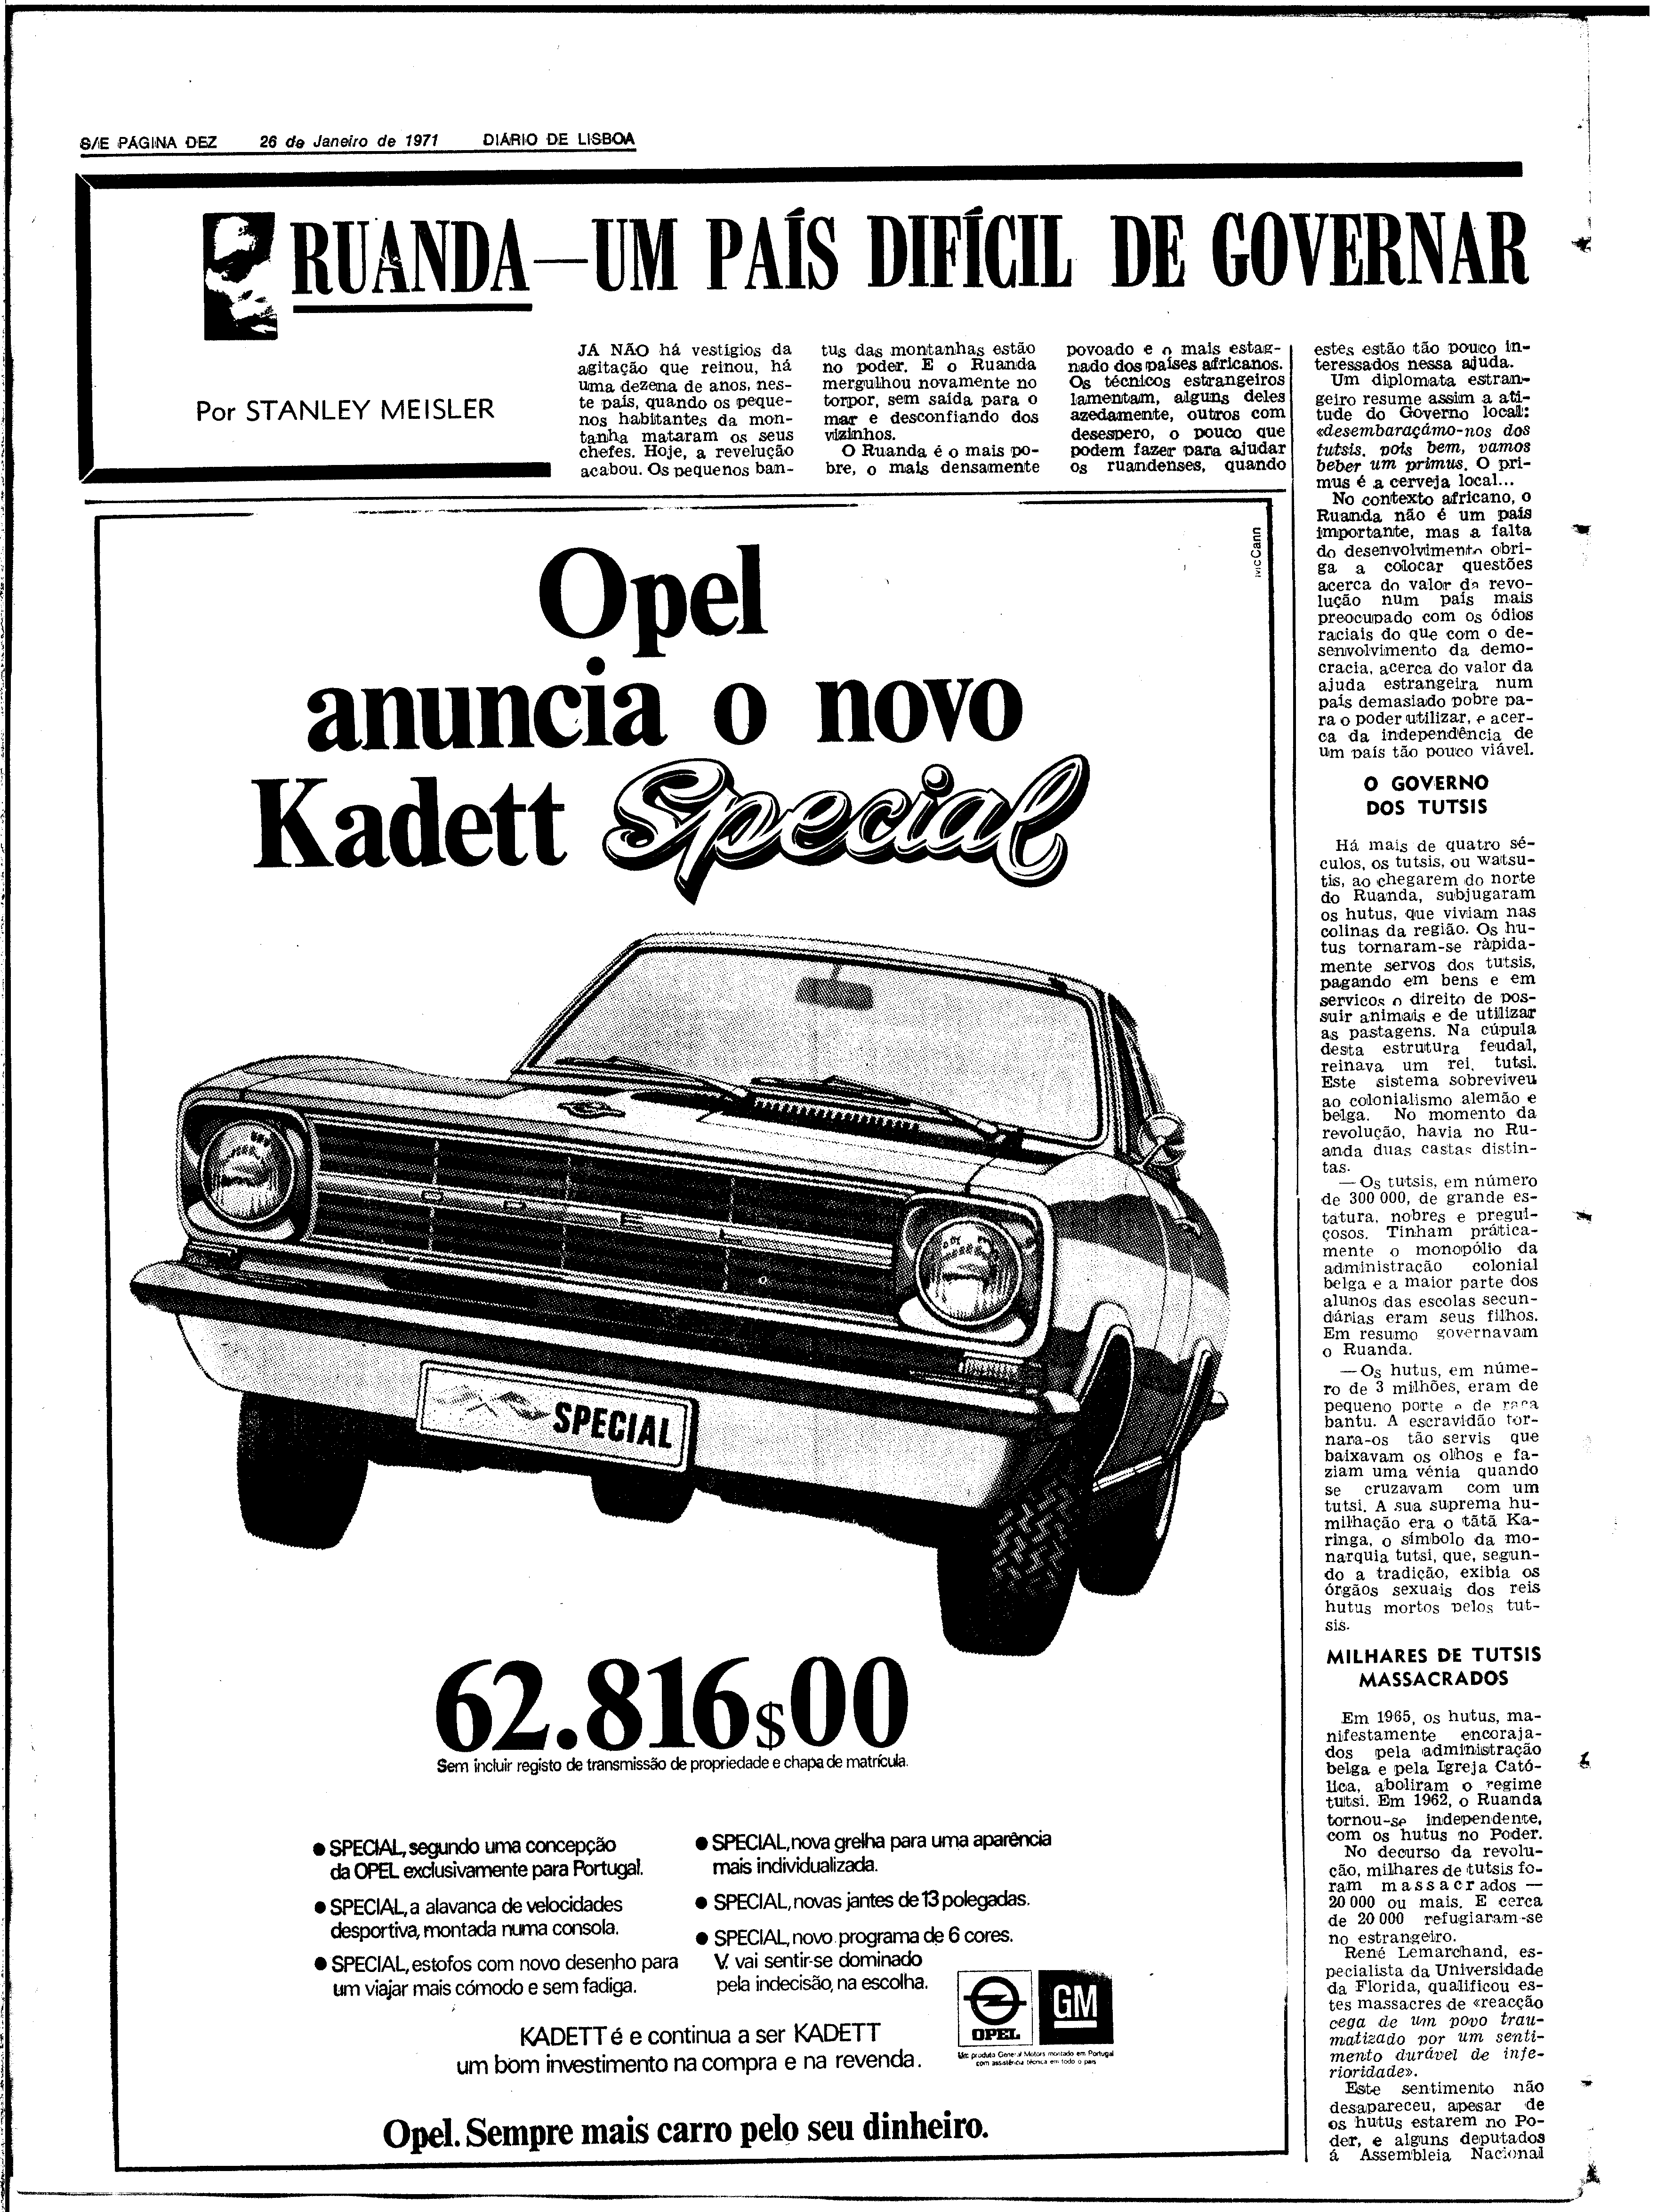 S/E PÁGINA DEZ 26 de Janeiro de 1971 DIÁRIO DE LISBOA
RUANDA—UM PAÍS DIFÍCIL DE GOVERNAR
Por STANLEY MEISLER
JÁ NÃO há vestígios da
agitação que reinou, há
uma dezena de anos, nes-
te país, quando os peque-
nos habitantes da mon-
tanha mataram os seus
chefes. Hoje, a revelução
acabou. Os pequenos ban-
tus das montanhas estão
no poder. E o Ruanda
mergulhou novamente no
torpor, sem saída para o
mar e desconfiando dos
vizinhos.
O Ruanda é o mais po-
bre, o mais densamente
povoado e o mais estag-
nado dos países africanos.
Os técnicos estrangeiros
lamentam, alguns deles
azedamente, outros com
desespero, o pouco que
podem fazer para ajudar
os ruandenses, quando
estes estão tão pouco in-
teressados nessa ajuda.
Um diplomata estran-
geiro resume assim a ati-
tude do Governo local:
«desembaraçámo-nos dos
tutsis, pois bem, vamos
beber um primus. O pri-
mus é a cerveja local...
No contexto africano, o
Ruanda não é um país
importante, mas a falta
do desenvolvimento obri-
ga a colocar questões
acerca do valor da revo-
lução num país mais
preocupado com os ódios
raciais do que com o de-
senvolvimento da demo-
cracia, acerca do valor da
ajuda estrangeira num
país demasiado pobre pa-
ra o poder utilizar, e acer-
ca da independência de
um país tão pouco viável.
O GOVERNO
DOS TUTSIS
Há mais de quatro sé-
culos, os tutsis, ou watsu-
tis, ao chegarem do norte
do Ruanda, subjugaram
os hutus, que viviam nas
colinas da região. Os hu-
tus tornaram-se ràpida-
mente servos dos tutsis,
pagando em bens e em
servicos o direito de pos-
suir animais e de utilizar
as pastagens. Na cúpula
desta estrutura feudal,
reinava um rei, tutsi.
Este sistema sobreviveu
ao colonialismo alemão e
belga. No momento da
revolução, havia no Ru-
anda duas castas distin-
tas.
—Os tutsis, em número
de 300 000, de grande es-
tatura, nobres e pregui-
çosos. Tinham pràtica-
mente o monopólio da
administração colonial
belga e a maior parte dos
alunos das escolas secun-
dárias eram seus filhos.
Em resumo governavam
o Ruanda.
—Os hutus, em núme-
ro de 3 milhões, eram de
pequeno porte e de raça
bantu. A escravidão tor-
nara-os tão servis que
baixavam os olhos e fa-
ziam uma vénia quando
se cruzavam com um
tutsi. A sua suprema hu-
milhação era o tãtã Ka-
ringa, o símbolo da mo-
narquia tutsi, que, segun-
do a tradição, exibia os
órgãos sexuais dos reis
hutus mortos pelos tut-
sis.
MILHARES DE TUTSIS
MASSACRADOS
Em 1965, os hutus, ma-
nifestamente encoraja-
dos pela administração
belga e pela Igreja Cató-
lica, aboliram o regime
tutsi. Em 1962, o Ruanda
tornou-se independente,
com os hutus no Poder.
No decurso da revolu-
ção, milhares de tutsis fo-
ram massacrados —
20 000 ou mais. E cerca
de 20 000 refugiaram-se
no estrangeiro.
René Lemarchand, es-
pecialista da Universidade
da Florida, qualificou es-
tes massacres de «reacção
cega de um povo trau-
matizado por um senti-
mento durável de infe-
rioridade».
Este sentimento não
desapareceu, apesar de
os hutus estarem no Po-
der, e alguns deputados
á Assembleia Nacional
McCann
Opel
anuncia o novo
Kadett Special
OPEL
SPECIAL
62.816$00
Sem incluir registo de transmissão de propriedade e chapa de matrícula.
● SPECIAL, segundo uma concepção
da OPEL exclusivamente para Portugal.
● SPECIAL, a alavanca de velocidades
desportiva, montada numa consola.
● SPECIAL, estofos com novo desenho para
um viajar mais cómodo e sem fadiga.
● SPECIAL, nova grelha para uma aparência
mais individualizada.
● SPECIAL, novas jantes de 13 polegadas.
● SPECIAL, novo programa de 6 cores.
V. vai sentir-se dominado
pela indecisão, na escolha.
KADETT é e continua a ser KADETT
um bom investimento na compra e na revenda.
OPEL
GM
Um produto General Motors montado em Portugal
com assistência técnica em todo o país
Opel. Sempre mais carro pelo seu dinheiro.